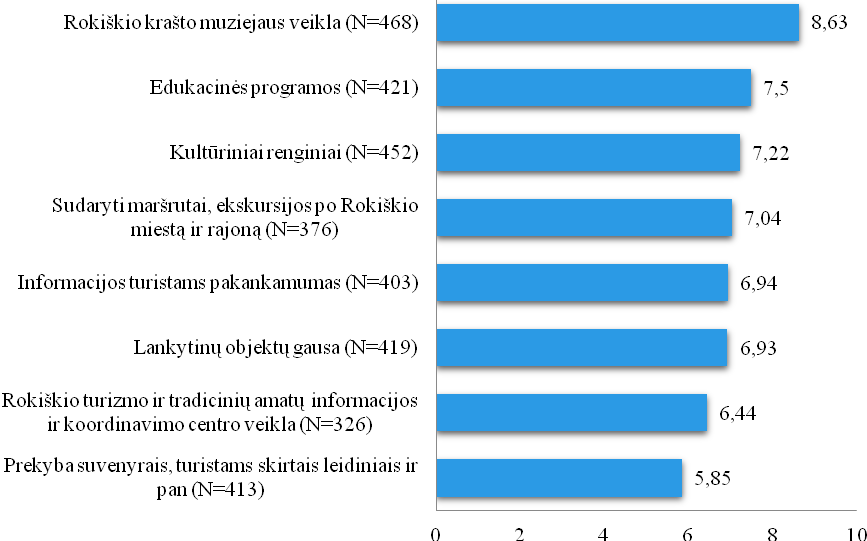 Rokiškio krašto muziejaus veikla (N=468)
8,63
Edukacinės programos (N=421)
7,5
Kultūriniai renginiai (N=452)
7,22
Sudaryti maršrutai, ekskursijos po Rokiškio
miestą ir rajoną (N=376)
7,04
Informacijos turistams pakankamumas (N=403)
6,94
Lankytinų objektų gausa (N=419)
6,93
Rokiškio turizmo ir tradicinių amatų informacijos
ir koordinavimo centro veikla (N=326)
6,44
Prekyba suvenyrais, turistams skirtais leidiniais ir
pan (N=413)
5,85
0 2 4 6 8 10